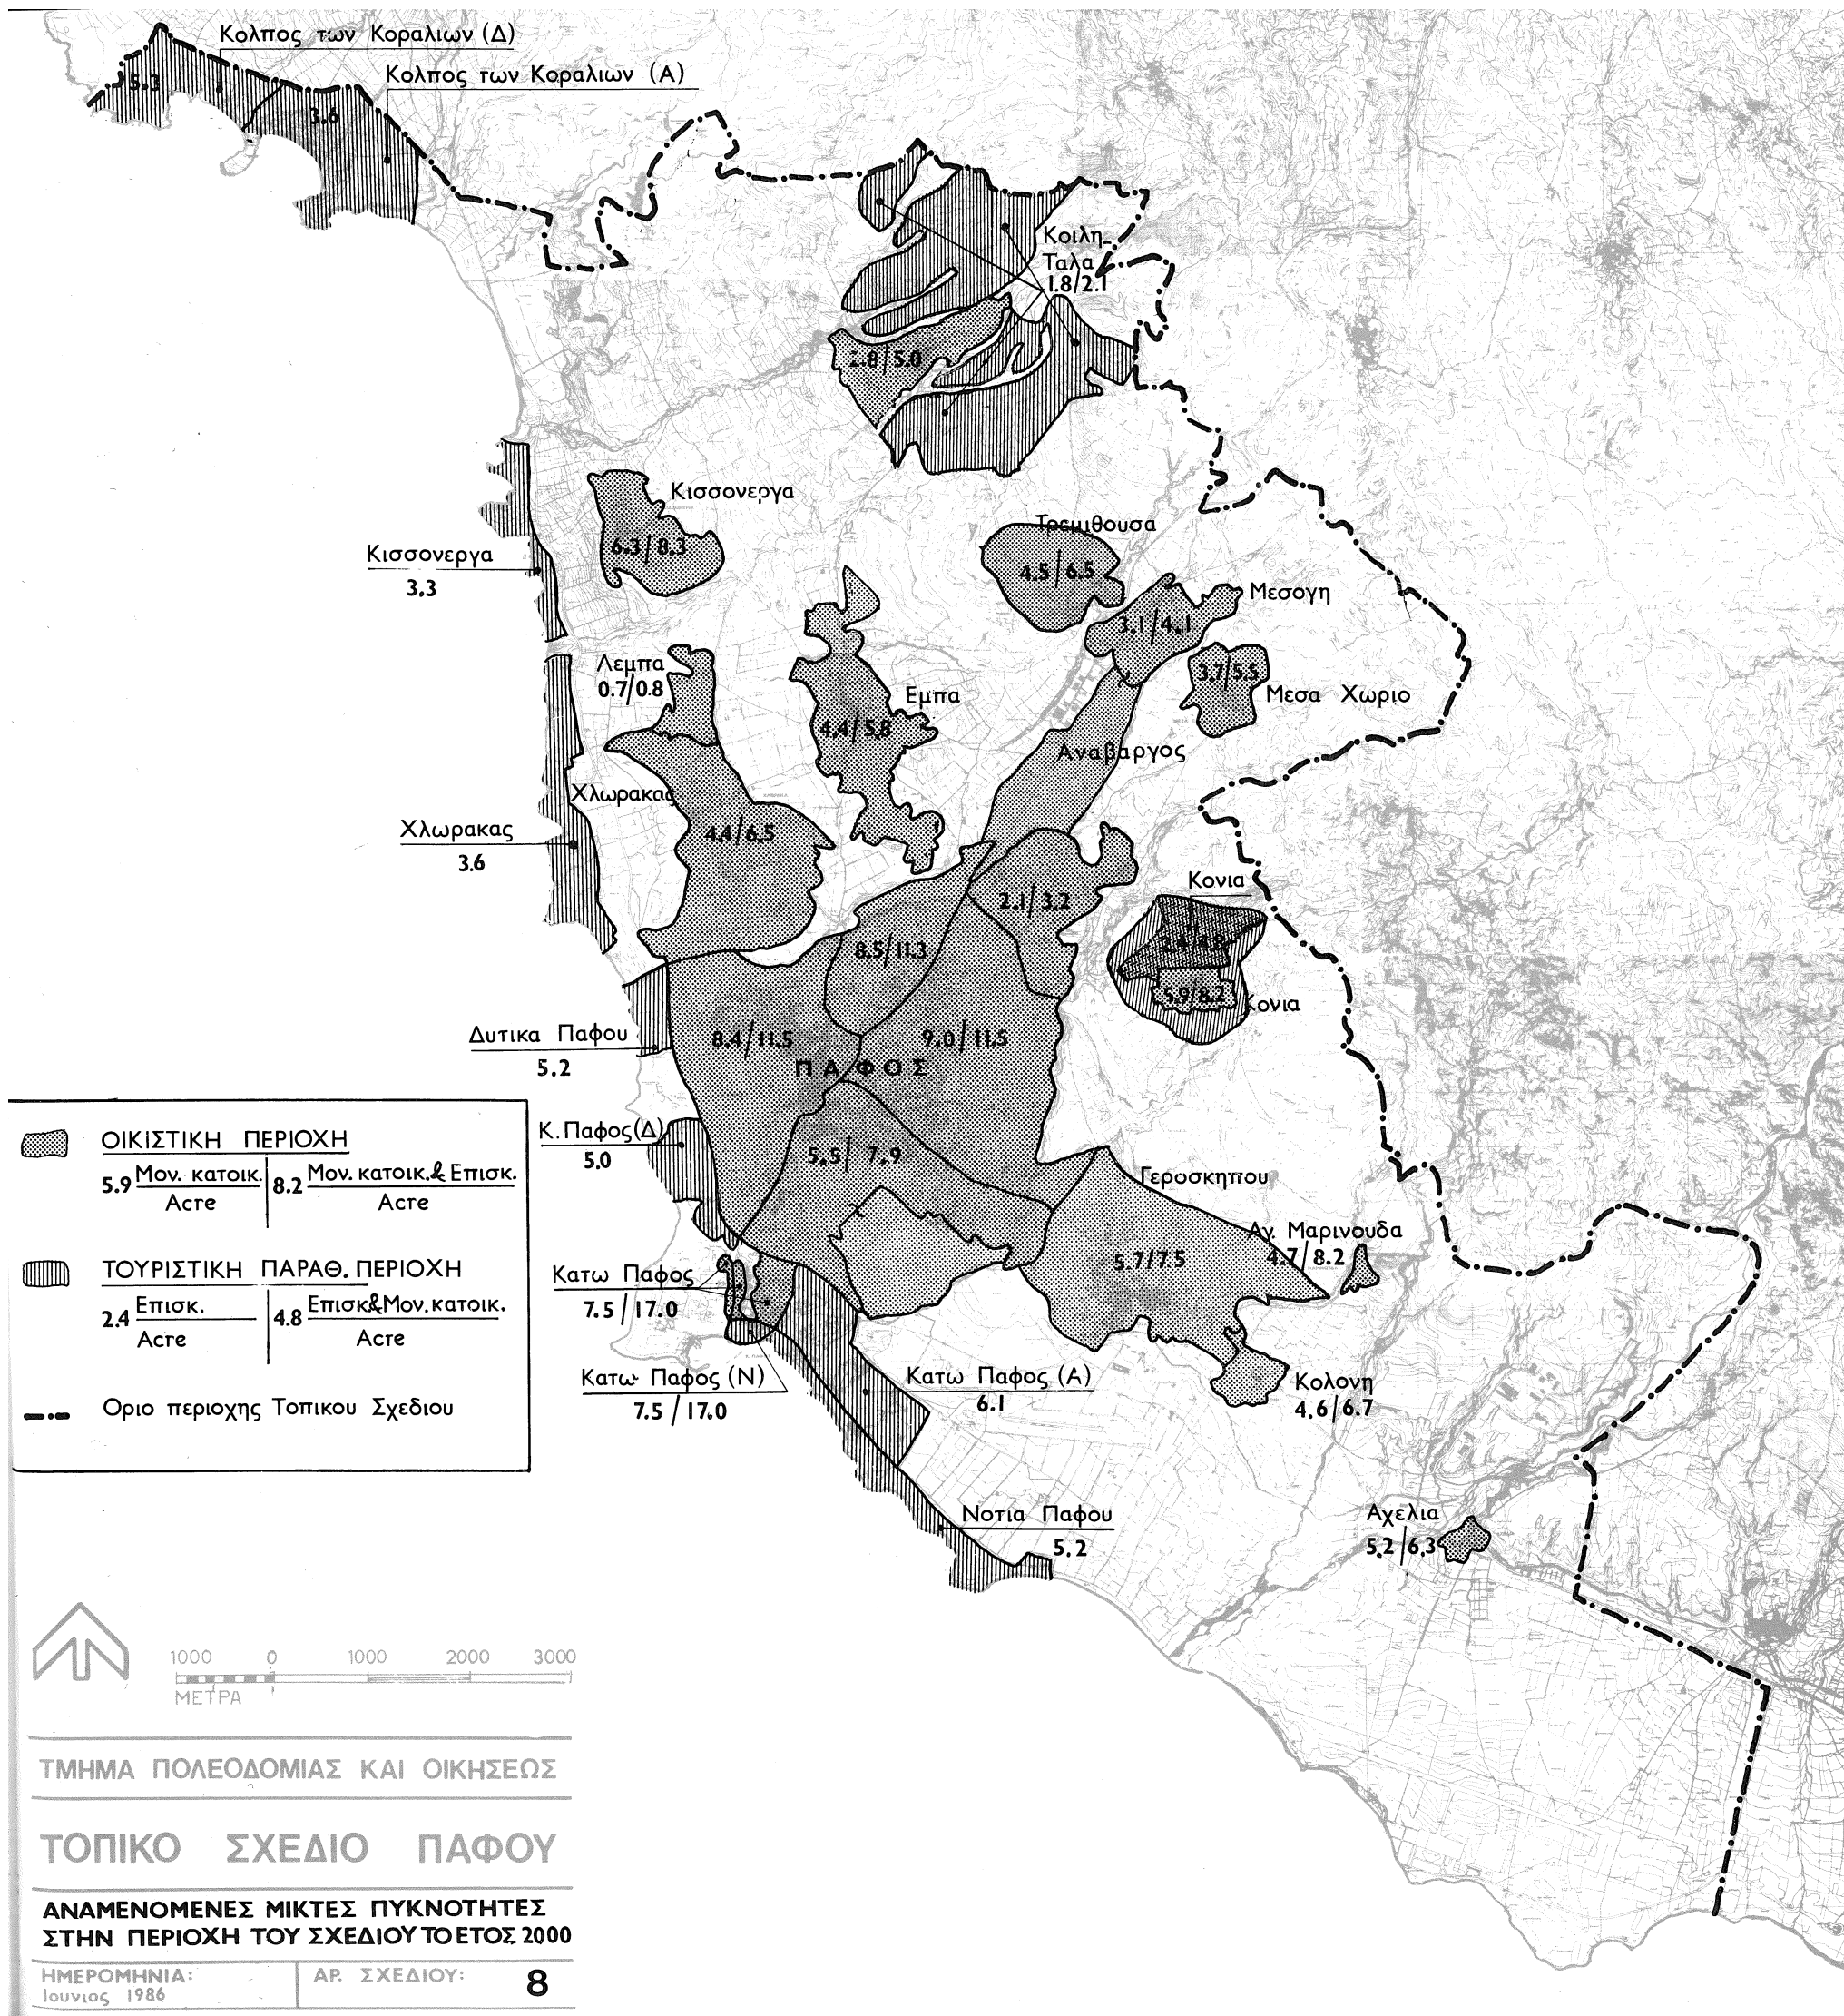 Κολπος των Κοραλιων (Δ)
Κολπος των Κοραλιων (Α)
5.3
3.6
Κοιλη-
Ταλα
1.8/2.1
2.8/5.0
Κισσονεργα
6.3/8.3
Κισσονεργα
3.3
Τρεμιθουσα
4.5/6.5
Μεσογη
3.1/4.1
3.7/5.5
Μεσα Χωριο
Λεμπα
0.7/0.8
Εμπα
4.4/5.8
Αναβαργος
Χλωρακας
4.4/6.5
Χλωρακας
3.6
2.1/3.2
Κονια
8.5/11.3
5.9/8.2
Κονια
Δυτικα Παφου
5.2
8.4/11.5
9.0/11.5
ΠΑΦΟΣ
Κ.Παφος(Δ)
5.0
5.5/7.9
Γεροσκηπου
5.7/7.5
Αγ. Μαρινουδα
4.7/8.2
Κατω Παφος
7.5/17.0
Κατω Παφος (Ν)
7.5/17.0
Κατω Παφος (Α)
6.1
Κολονη
4.6/6.7
Νοτια Παφου
5.2
Αχελια
5.2/6.3
ΟΙΚΙΣΤΙΚΗ ΠΕΡΙΟΧΗ
5.9 Μον. κατοικ. 8.2 Μον. κατοικ.& Επισκ.
Acre Acre
ΤΟΥΡΙΣΤΙΚΗ ΠΑΡΑΘ. ΠΕΡΙΟΧΗ
2.4 Επισκ. 4.8 Επισκ&Μον.κατοικ.
Acre Acre
Οριο περιοχης Τοπικου Σχεδιου
1000 0 1000 2000 3000
ΜΕΤΡΑ
ΤΜΗΜΑ ΠΟΛΕΟΔΟΜΙΑΣ ΚΑΙ ΟΙΚΗΣΕΩΣ
ΤΟΠΙΚΟ ΣΧΕΔΙΟ ΠΑΦΟΥ
ΑΝΑΜΕΝΟΜΕΝΕΣ ΜΙΚΤΕΣ ΠΥΚΝΟΤΗΤΕΣ
ΣΤΗΝ ΠΕΡΙΟΧΗ ΤΟΥ ΣΧΕΔΙΟΥ ΤΟ ΕΤΟΣ 2000
ΗΜΕΡΟΜΗΝΙΑ: ΑΡ. ΣΧΕΔΙΟΥ: 8
Ιουνιος 1986